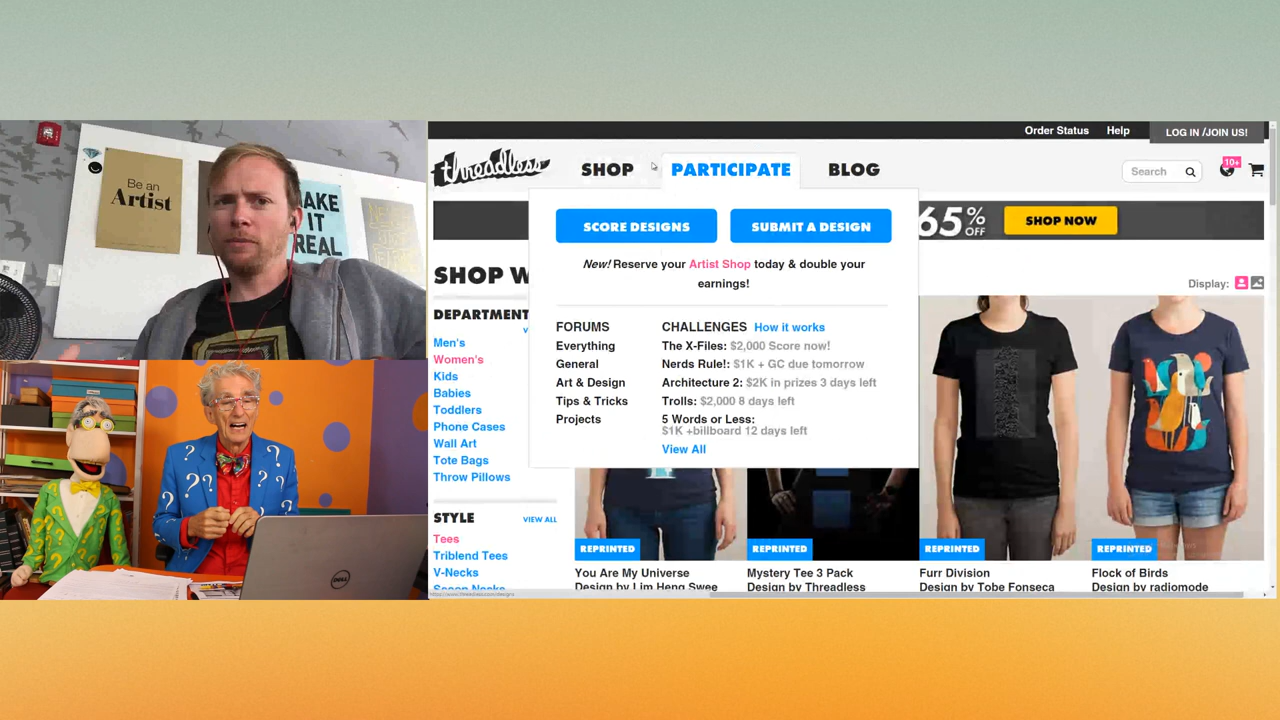 Be an
Artist
MAKE
IT
REAL
DELL
Order Status
Help
LOG IN /JOIN US!
threadless
SHOP
PARTICIPATE
BLOG
Search
10+
SCORE DESIGNS
SUBMIT A DESIGN
65% OFF
SHOP NOW
New! Reserve your Artist Shop today & double your
earnings!
SHOP W
Display:
DEPARTMENT
FORUMS
Everything
General
Art & Design
Tips & Tricks
Projects
CHALLENGES How it works
The X-Files: $2,000 Score now!
Nerds Rule!: $1K + GC due tomorrow
Architecture 2: $2K in prizes 3 days left
Trolls: $2,000 8 days left
5 Words or Less:
$1K +billboard 12 days left
View All
Men's
Women's
Kids
Babies
Toddlers
Phone Cases
Wall Art
Tote Bags
Throw Pillows
STYLE
VIEW ALL
Tees
Triblend Tees
V-Necks
Scoop Necks
REPRINTED
You Are My Universe
Design by Lim Heng Swee
REPRINTED
Mystery Tee 3 Pack
Design by Threadless
REPRINTED
Furr Division
Design by Tobe Fonseca
REPRINTED
Flock of Birds
Design by radiomode